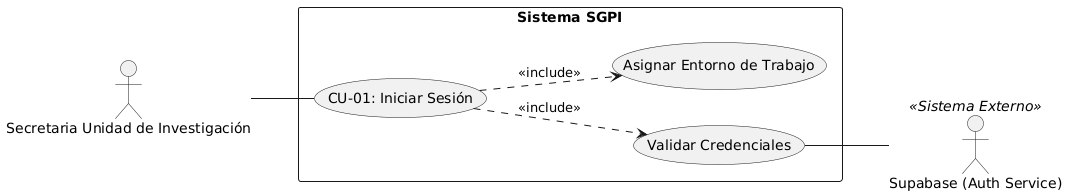 Sistema SGPI
Asignar Entorno de Trabajo
«include»
CU-01: Iniciar Sesión
«include»
Secretaria Unidad de Investigación
Validar Credenciales
«Sistema Externo»
Supabase (Auth Service)